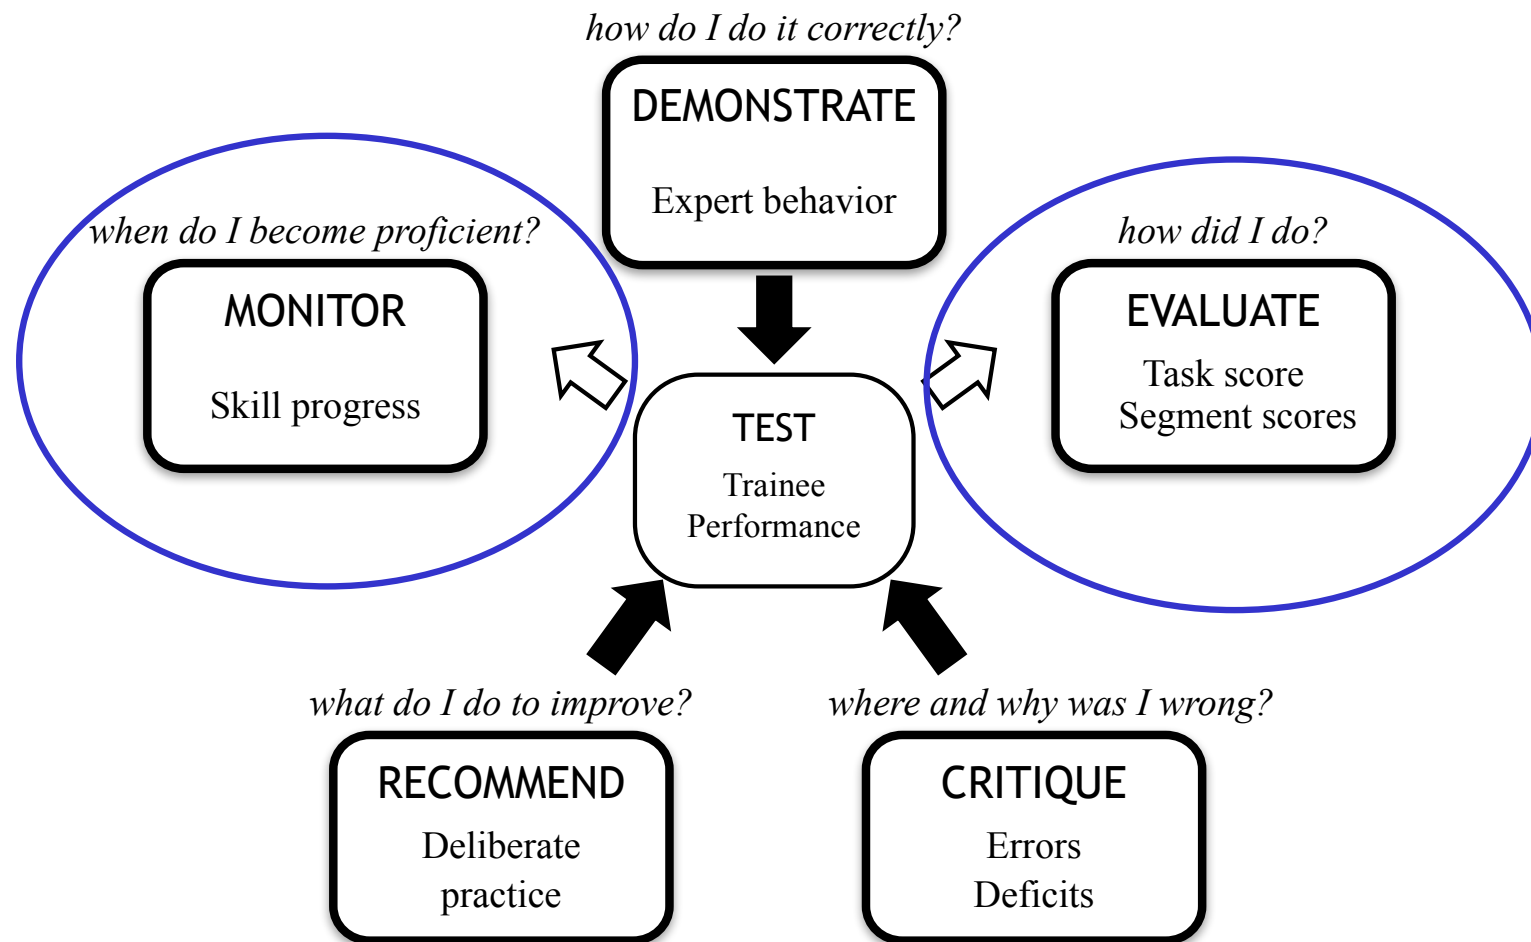 how do I do it correctly?
DEMONSTRATE
Expert behavior
when do I become proficient?
MONITOR
Skill progress
how did I do?
EVALUATE
Task score
Segment scores
TEST
Trainee
Performance
what do I do to improve?
RECOMMEND
Deliberate
practice
where and why was I wrong?
CRITIQUE
Errors
Deficits